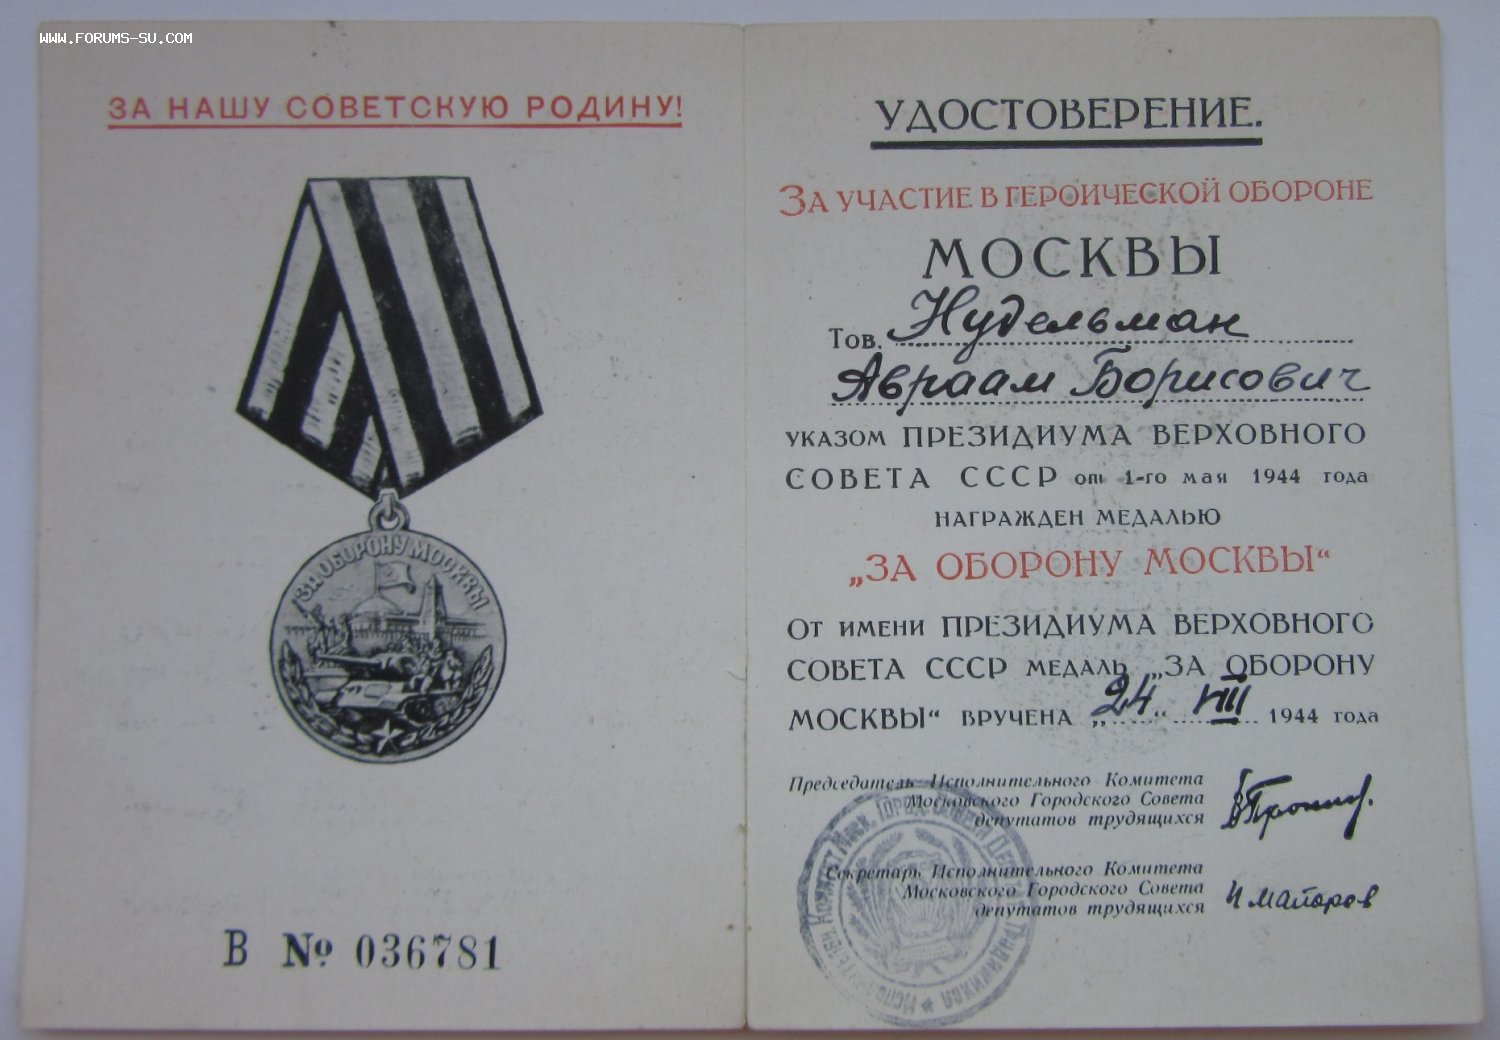 WWW.FORUMS-SU.COM
ЗА НАШУ СОВЕТСКУЮ РОДИНУ!
ЗА ОБОРОНУ МОСКВЫ
В № 036781
УДОСТОВЕРЕНИЕ.
ЗА УЧАСТИЕ В ГЕРОИЧЕСКОЙ ОБОРОНЕ
МОСКВЫ
Тов. Нудельман
Авраам Борисович
УКАЗОМ ПРЕЗИДИУМА ВЕРХОВНОГО
СОВЕТА СССР от 1-го мая 1944 года
НАГРАЖДЕН МЕДАЛЬЮ
„ЗА ОБОРОНУ МОСКВЫ“
ОТ ИМЕНИ ПРЕЗИДИУМА ВЕРХОВНОГО
СОВЕТА СССР МЕДАЛЬ „ЗА ОБОРОНУ
МОСКВЫ“ ВРУЧЕНА „24“ VIII 1944 года
Председатель Исполнительного Комитета
Московского Городского Совета
депутатов трудящихся
Секретарь Исполнительного Комитета
Московского Городского Совета
депутатов трудящихся